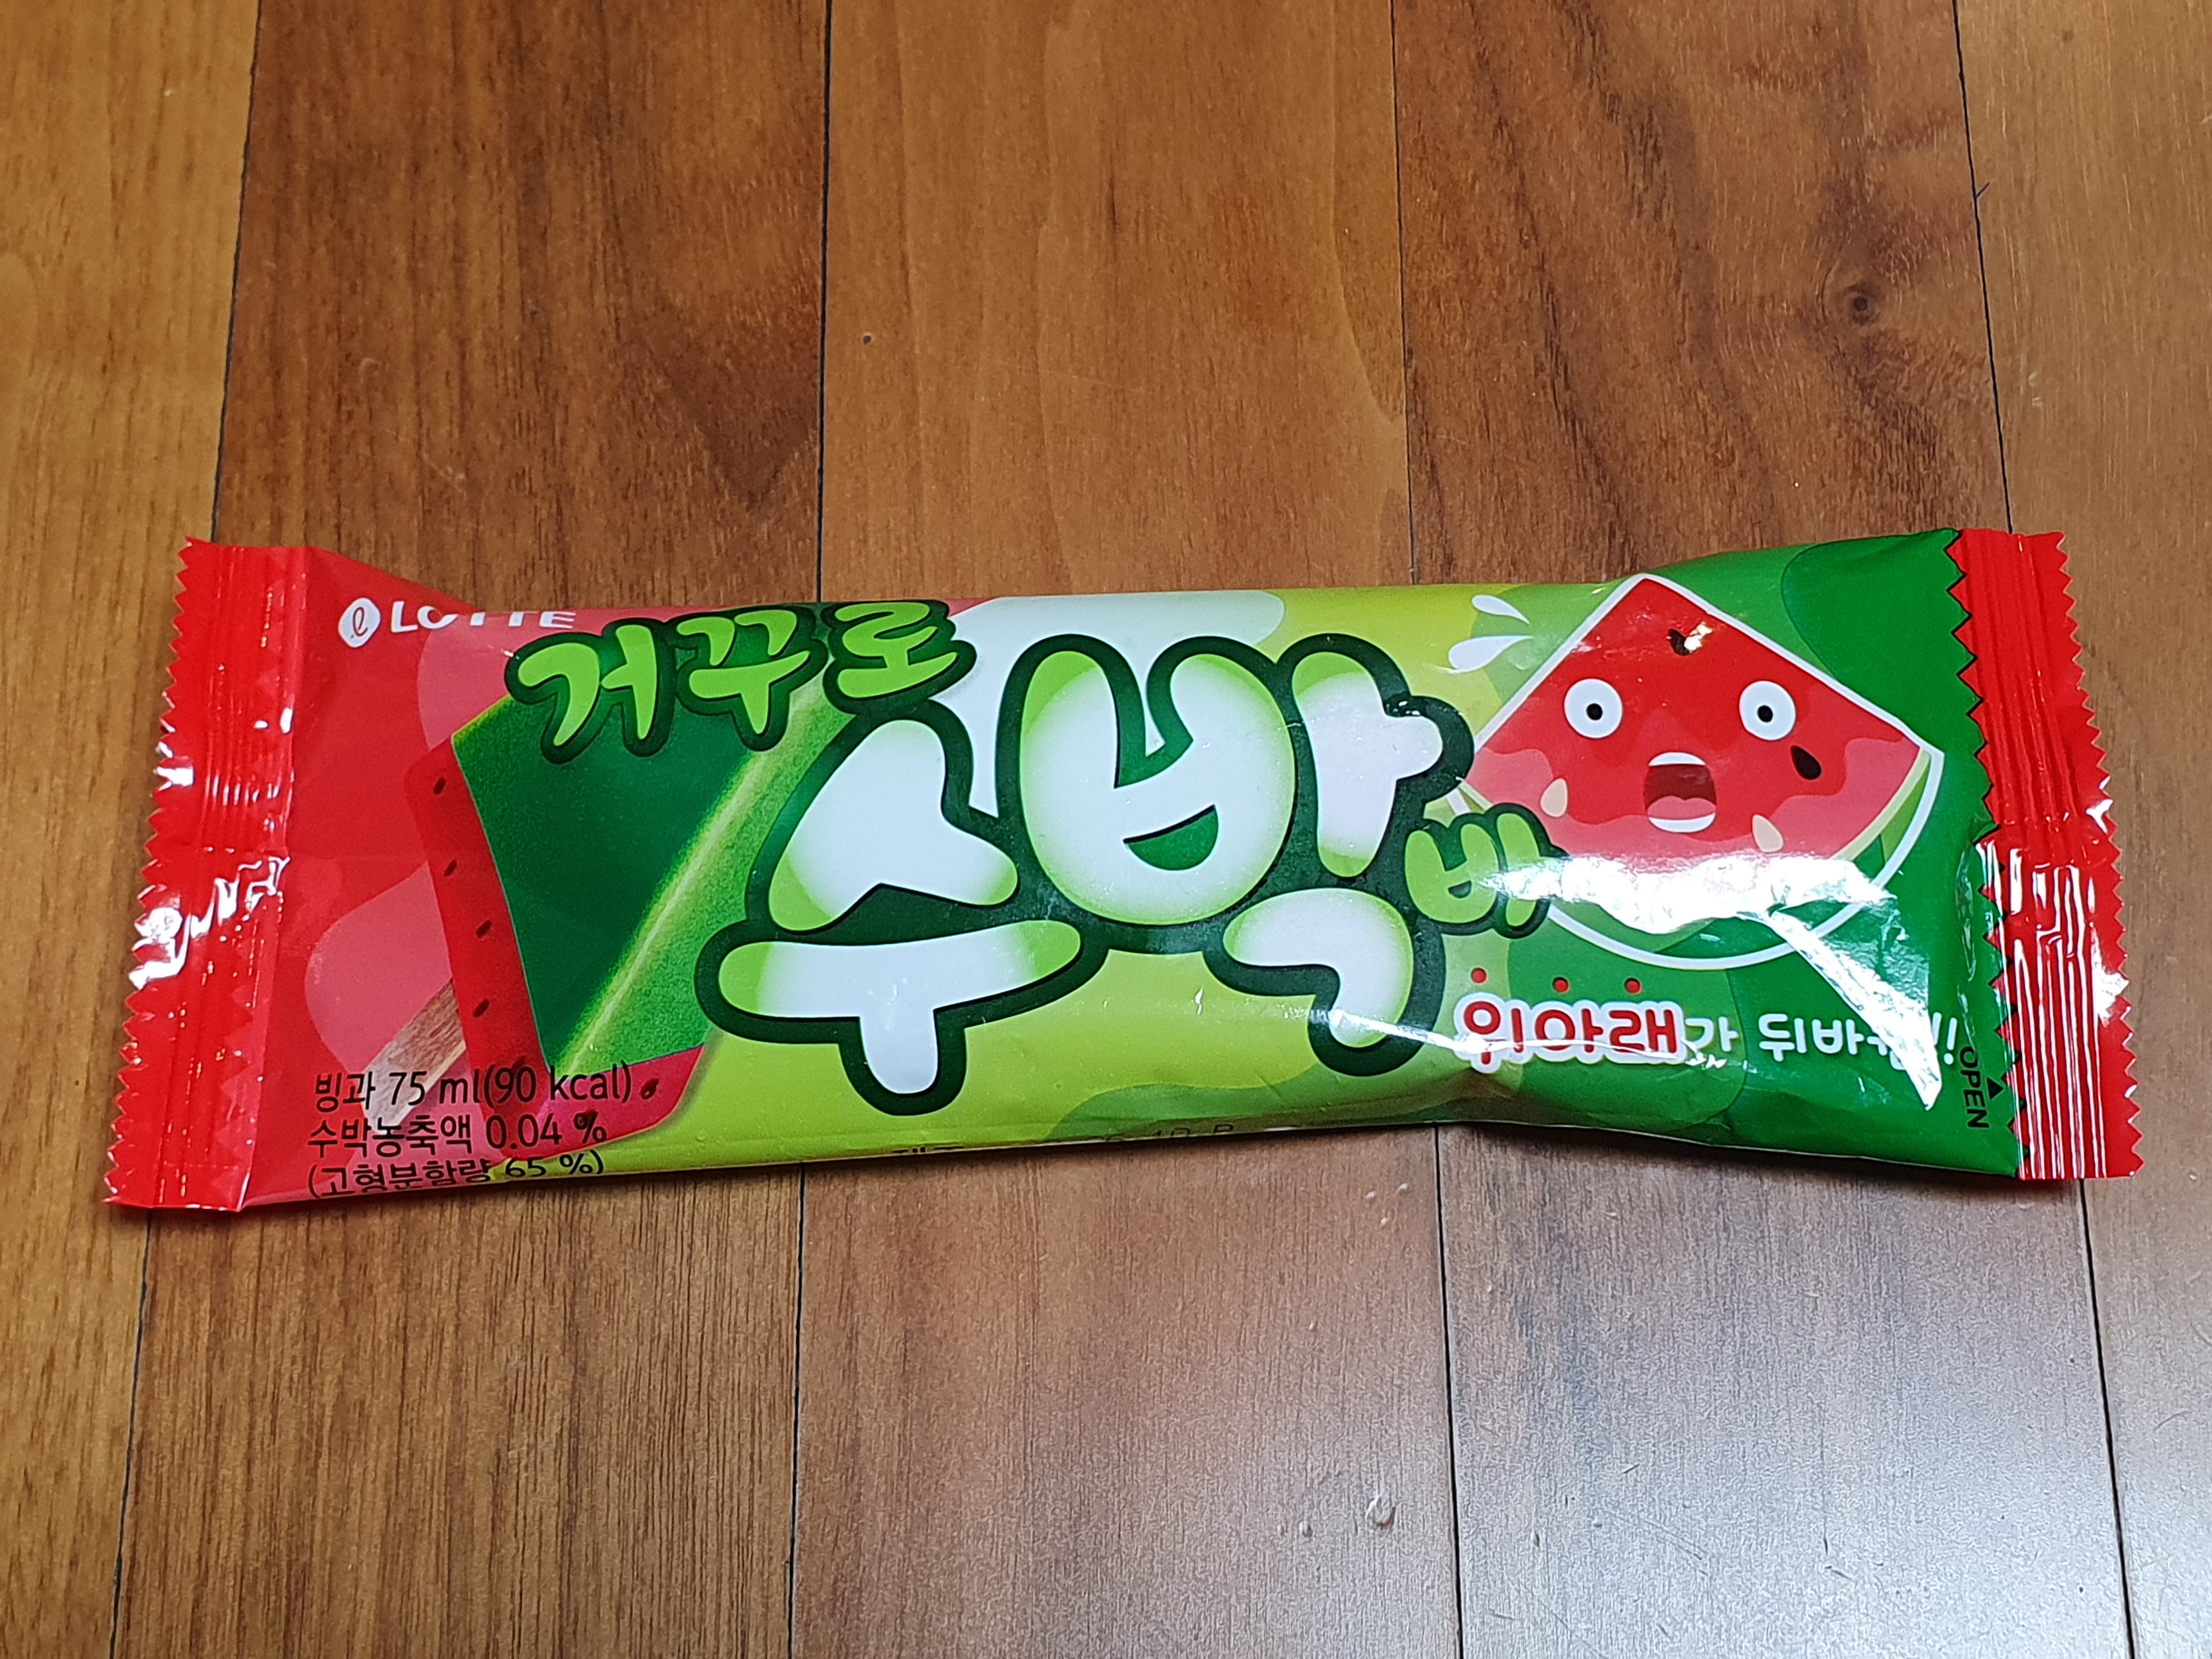 LOTTE
거꾸로
수박바
위아래가 뒤바뀜!!
OPEN
빙과 75 ml(90 kcal)
수박농축액 0.04 %
(고형분함량 65 %)